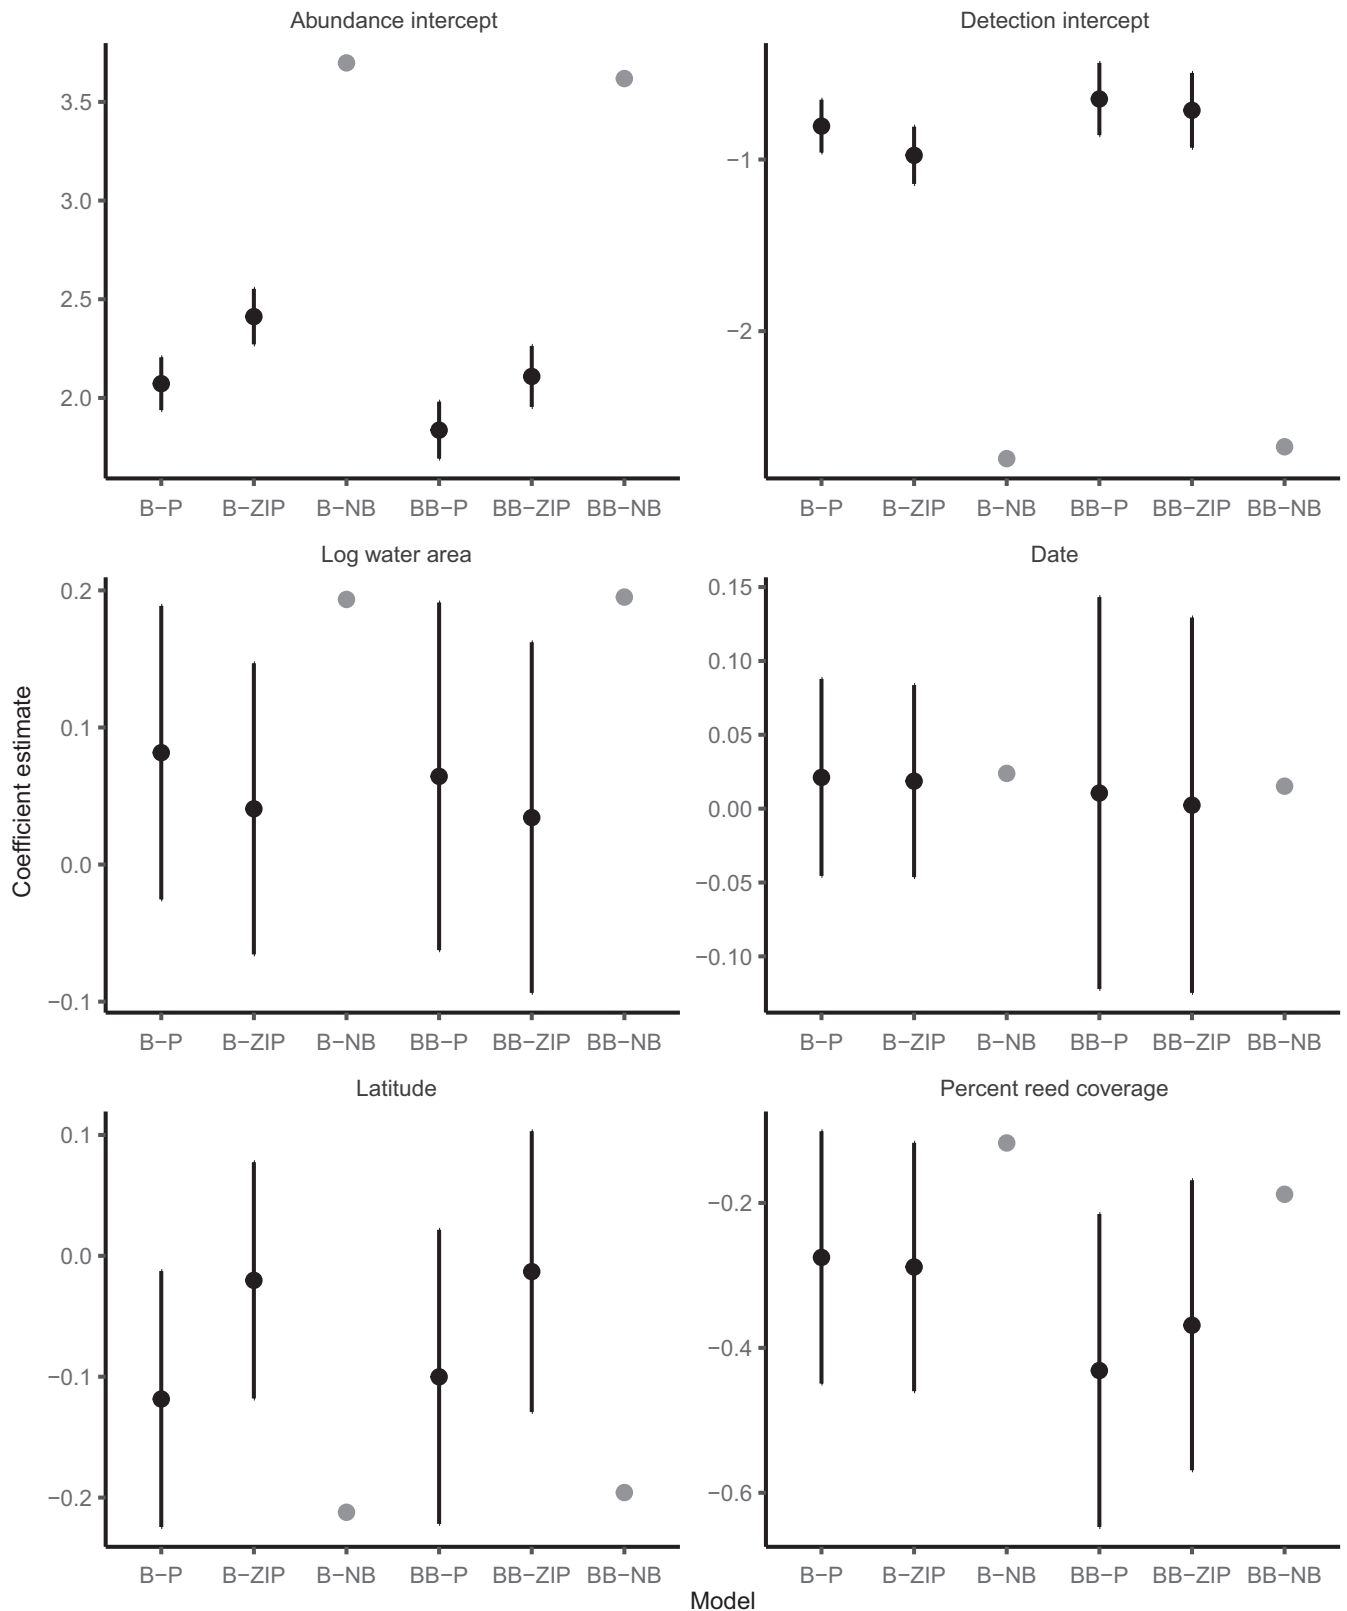 Abundance intercept
Detection intercept
3.5
3.0
2.5
2.0
−1
−2
B−P B−ZIP B−NB BB−P BB−ZIP BB−NB
B−P B−ZIP B−NB BB−P BB−ZIP BB−NB
Log water area
Date
Coefficient estimate
0.2
0.1
0.0
−0.1
0.15
0.10
0.05
0.00
−0.05
−0.10
B−P B−ZIP B−NB BB−P BB−ZIP BB−NB
B−P B−ZIP B−NB BB−P BB−ZIP BB−NB
Latitude
Percent reed coverage
0.1
0.0
−0.1
−0.2
−0.2
−0.4
−0.6
B−P B−ZIP B−NB BB−P BB−ZIP BB−NB
B−P B−ZIP B−NB BB−P BB−ZIP BB−NB
Model